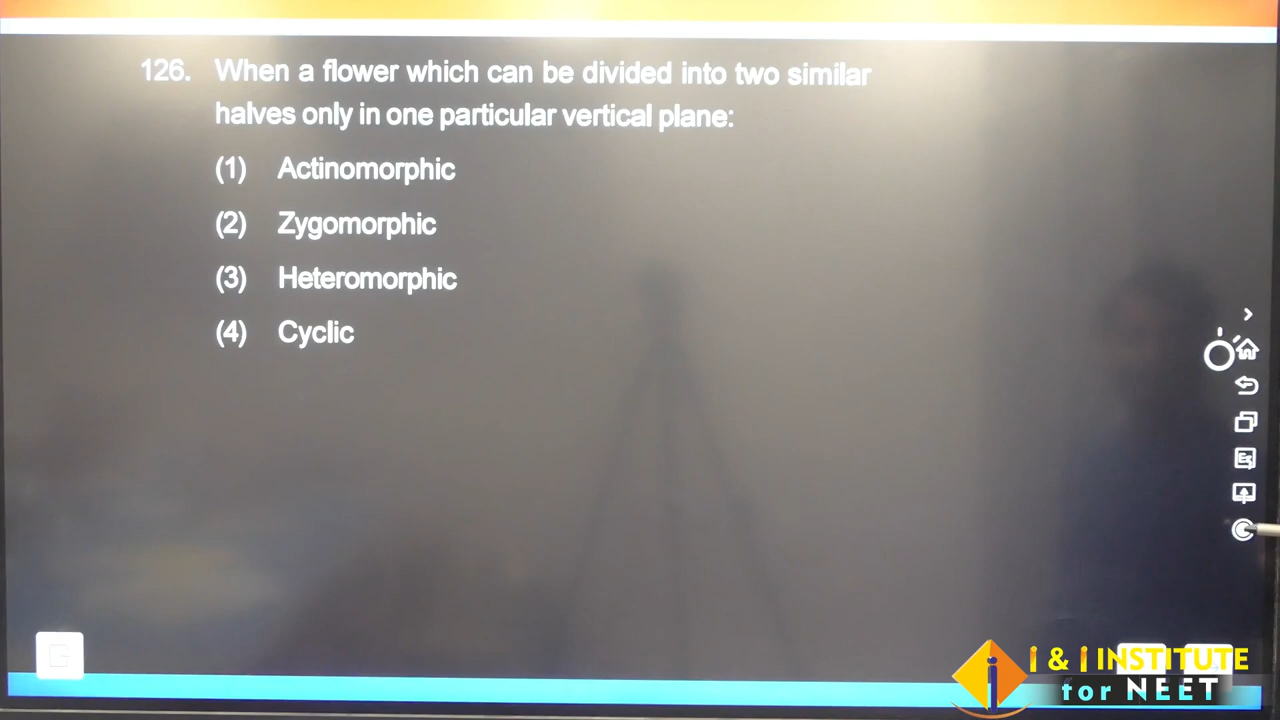 126. When a flower which can be divided into two similar
halves only in one particular vertical plane:
(1) Actinomorphic
(2) Zygomorphic
(3) Heteromorphic
(4) Cyclic
i & i INSTITUTE
for NEET